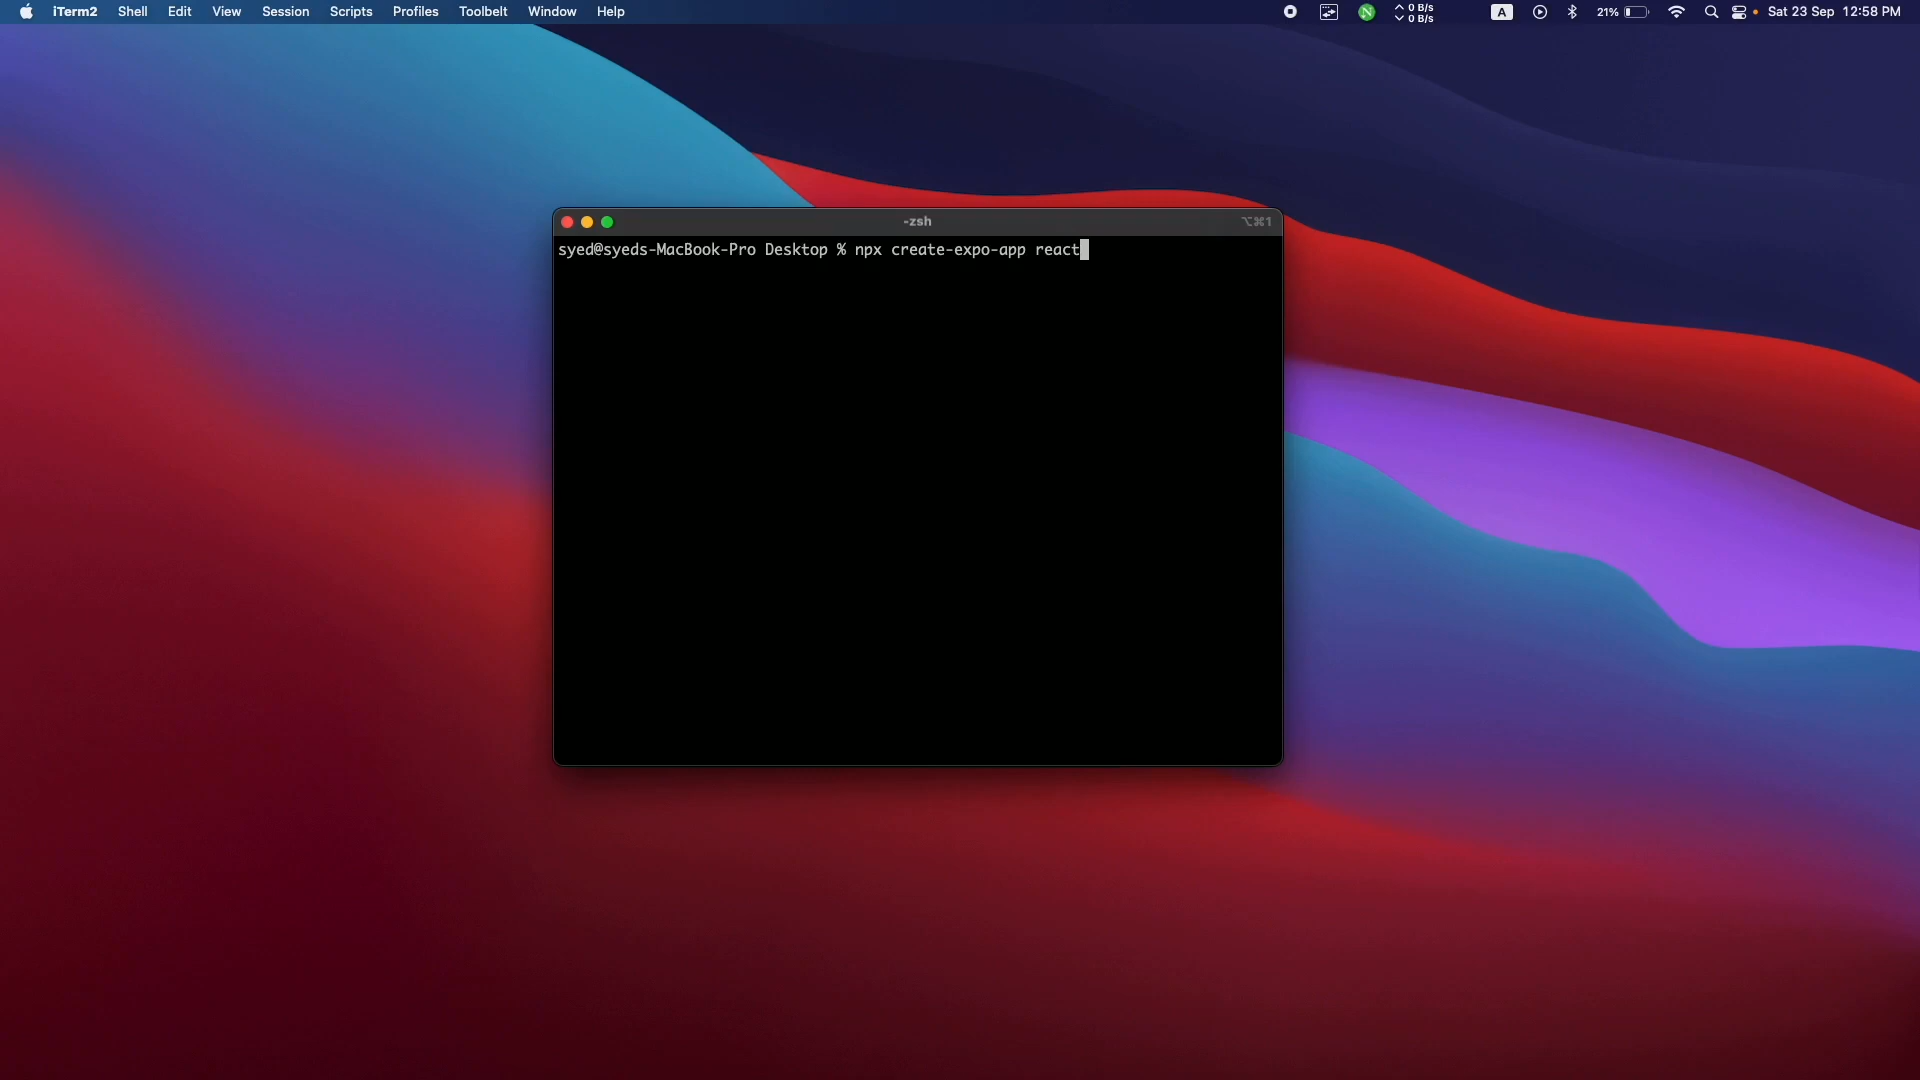 iTerm2 Shell Edit View Session Scripts Profiles Toolbelt Window Help N 0 B/s 0 B/s A 21% Sat 23 Sep 12:58 PM
-zsh ⌥⌘1
syed@syeds-MacBook-Pro Desktop % npx create-expo-app react